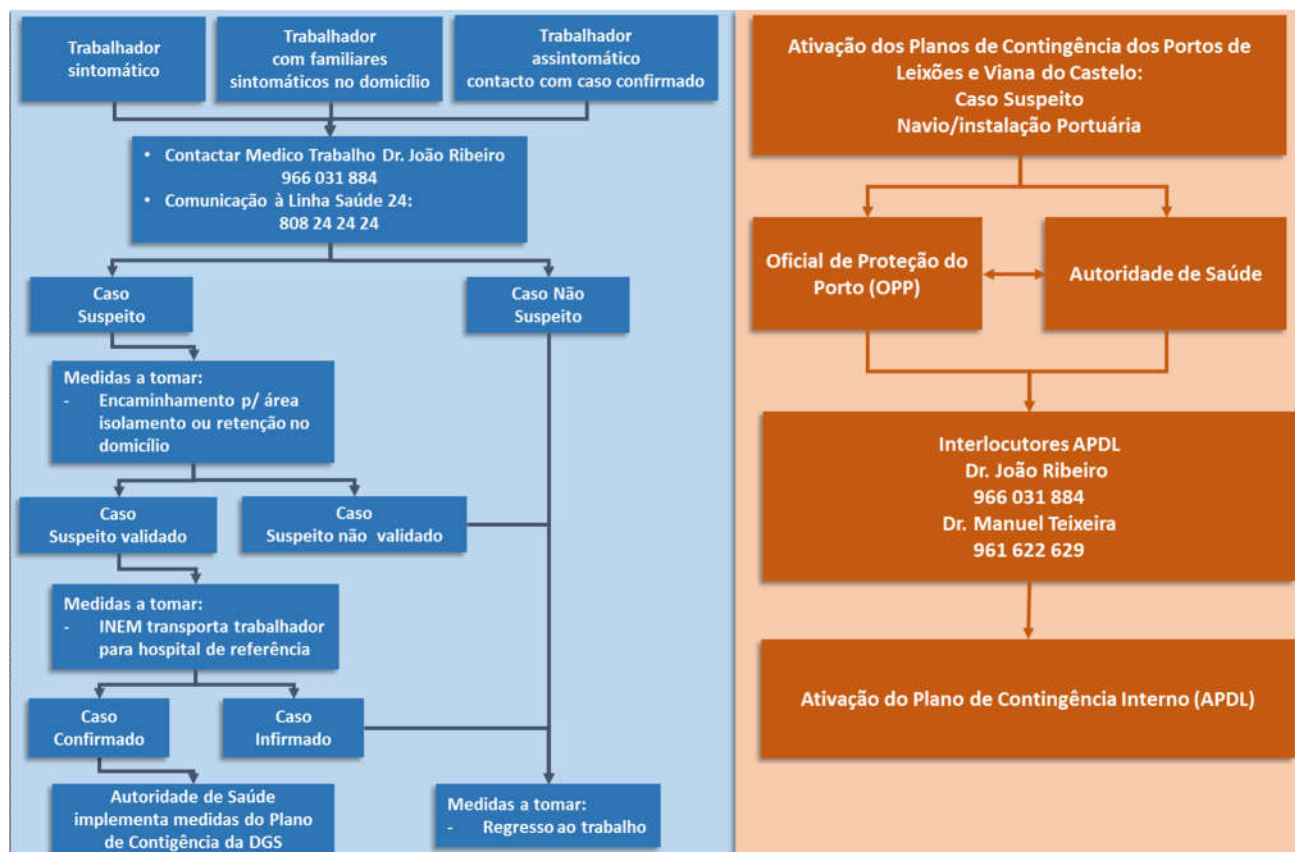 Trabalhador
sintomático
Trabalhador
com familiares
sintomáticos no domicílio
Trabalhador
assintomático
contacto com caso confirmado
• Contactar Medico Trabalho Dr. João Ribeiro
966 031 884
• Comunicação à Linha Saúde 24:
808 24 24 24
Caso
Suspeito
Caso Não
Suspeito
Medidas a tomar:
- Encaminhamento p/ área
isolamento ou retenção no
domicílio
Caso
Suspeito validado
Caso
Suspeito não validado
Medidas a tomar:
- INEM transporta trabalhador
para hospital de referência
Caso
Confirmado
Caso
Infirmado
Autoridade de Saúde
implementa medidas do Plano
de Contigência da DGS
Medidas a tomar:
- Regresso ao trabalho
Ativação dos Planos de Contingência dos Portos de
Leixões e Viana do Castelo:
Caso Suspeito
Navio/instalação Portuária
Oficial de Proteção do
Porto (OPP)
Autoridade de Saúde
Interlocutores APDL
Dr. João Ribeiro
966 031 884
Dr. Manuel Teixeira
961 622 629
Ativação do Plano de Contingência Interno (APDL)